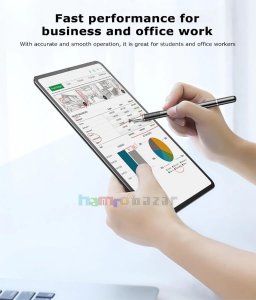 Fast performance for
business and office work
With accurate and smooth operation, it is great for students and office workers
hamrobazar